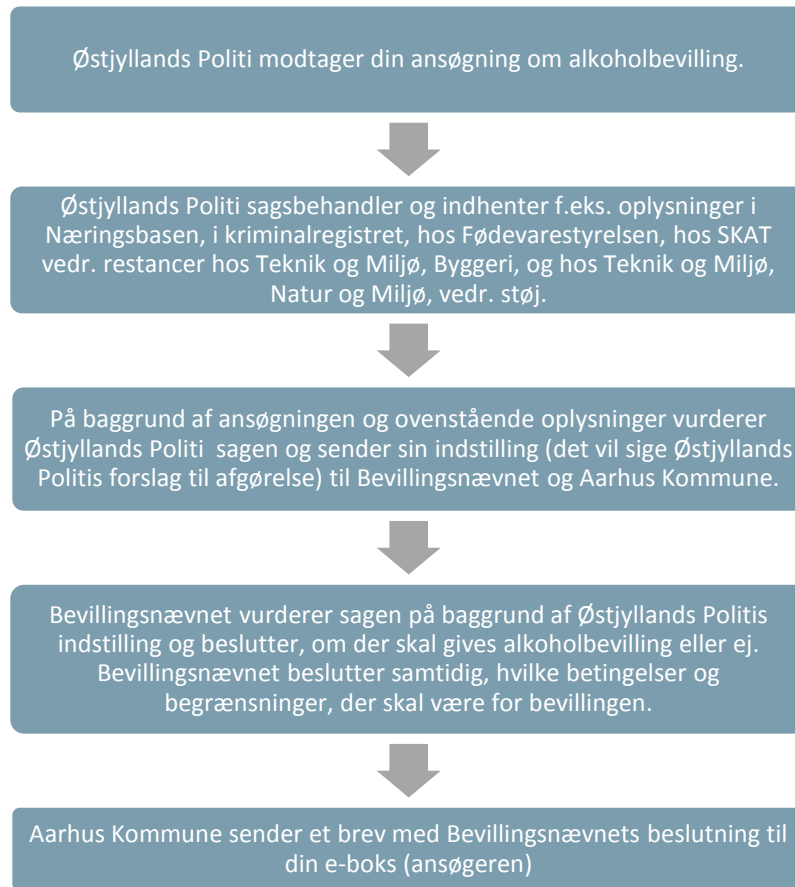 Østjyllands Politi modtager din ansøgning om alkoholbevilling.
Østjyllands Politi sagsbehandler og indhenter f.eks. oplysninger i
Næringsbasen, i kriminalregistret, hos Fødevarestyrelsen, hos SKAT
vedr. restancer hos Teknik og Miljø, Byggeri, og hos Teknik og Miljø,
Natur og Miljø, vedr. støj.
På baggrund af ansøgningen og ovenstående oplysninger vurderer
Østjyllands Politi sagen og sender sin indstilling (det vil sige Østjyllands
Politis forslag til afgørelse) til Bevillingsnævnet og Aarhus Kommune.
Bevillingsnævnet vurderer sagen på baggrund af Østjyllands Politis
indstilling og beslutter, om der skal gives alkoholbevilling eller ej.
Bevillingsnævnet beslutter samtidig, hvilke betingelser og
begrænsninger, der skal være for bevillingen.
Aarhus Kommune sender et brev med Bevillingsnævnets beslutning til
din e-boks (ansøgeren)